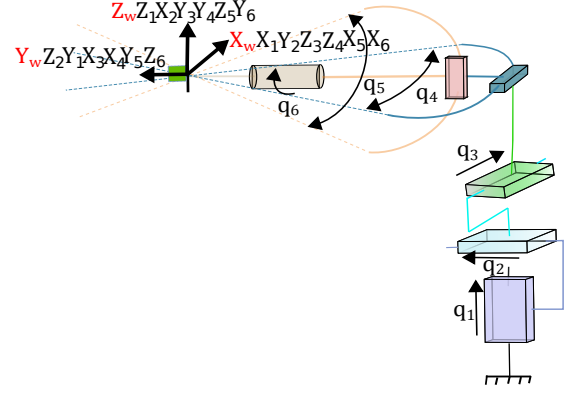 ZwZ₁X₂Y₃Y₄Z₅Y₆
XwX₁Y₂Z₃Z₄X₅X₆
YwZ₂Y₁X₃X₄Y₅Z₆
q₅
q₄
q₆
q₃
q₂
q₁